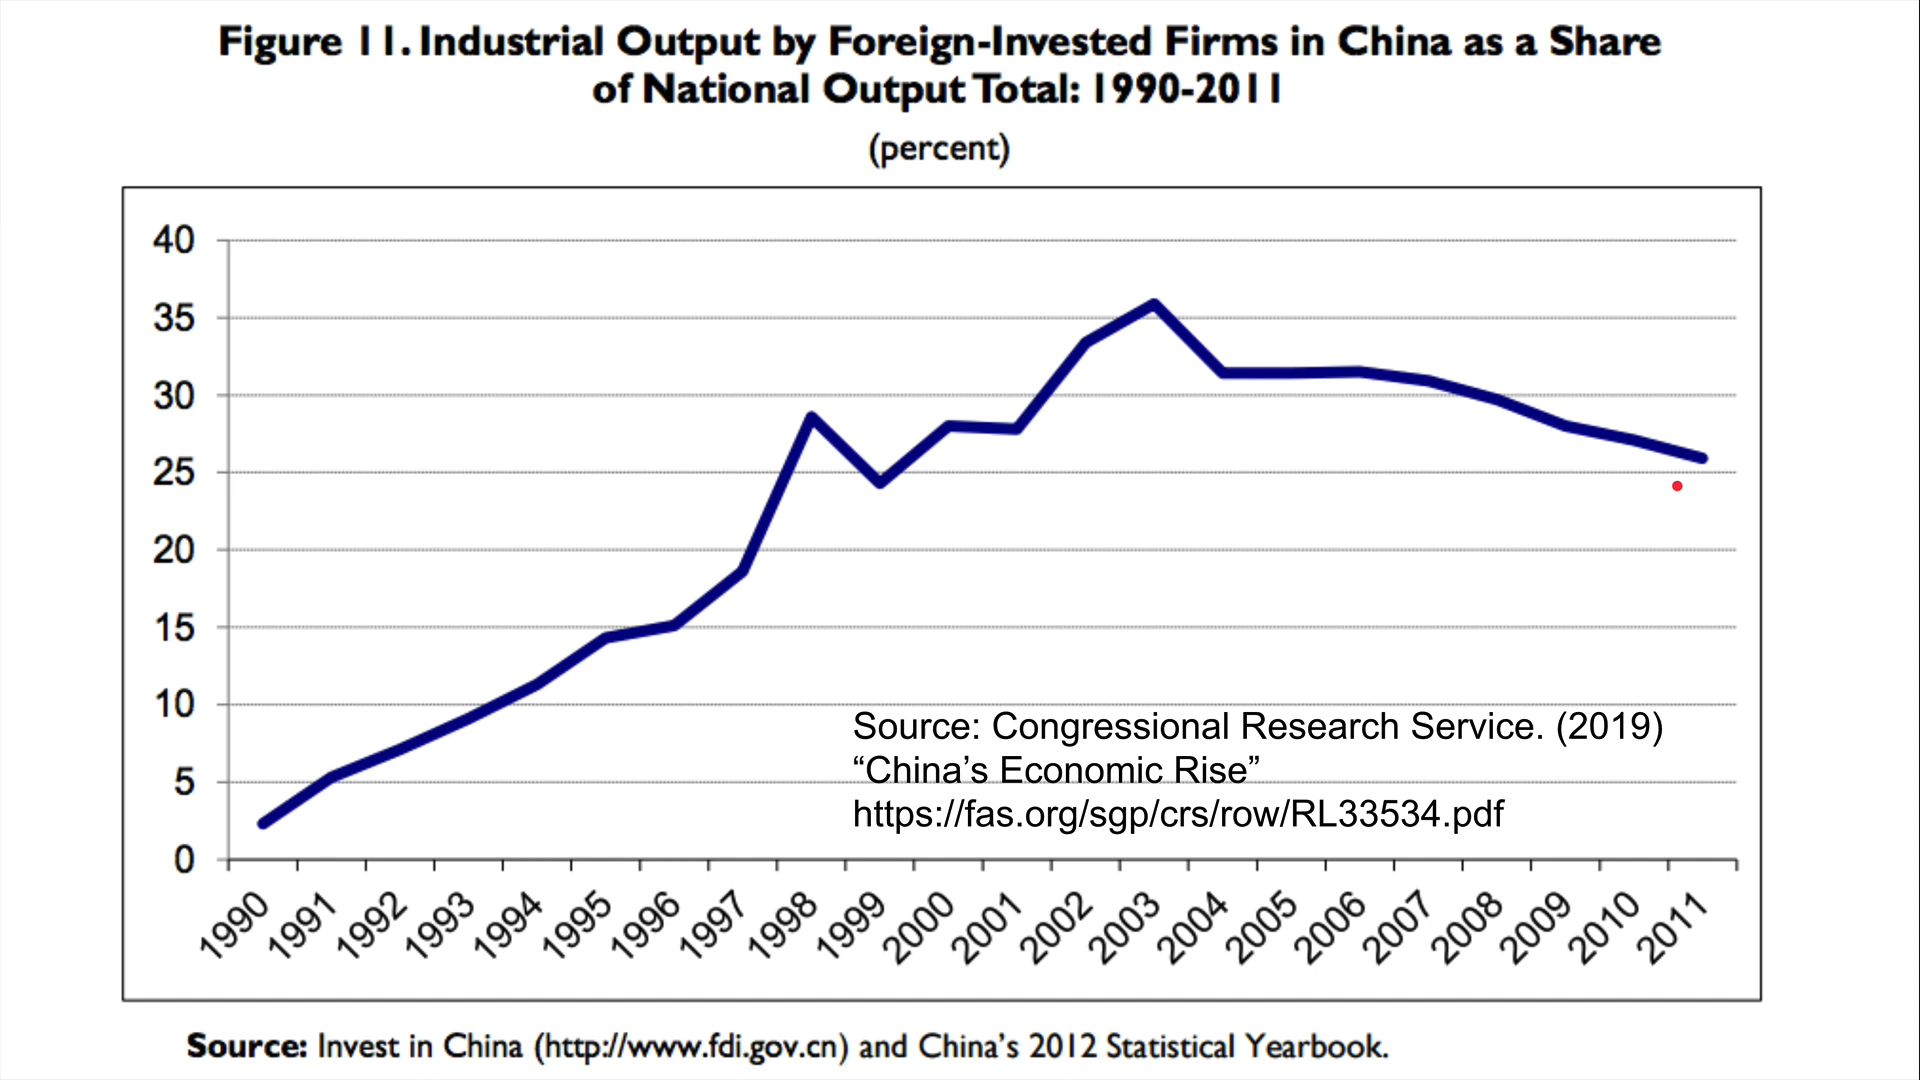 Figure 11. Industrial Output by Foreign-Invested Firms in China as a Share
of National Output Total: 1990-2011
(percent)
40
35
30
25
20
15
10
5
0
Source: Congressional Research Service. (2019)
“China’s Economic Rise”
https://fas.org/sgp/crs/row/RL33534.pdf
1990 1991 1992 1993 1994 1995 1996 1997 1998 1999 2000 2001 2002 2003 2004 2005 2006 2007 2008 2009 2010 2011
Source: Invest in China (http://www.fdi.gov.cn) and China’s 2012 Statistical Yearbook.